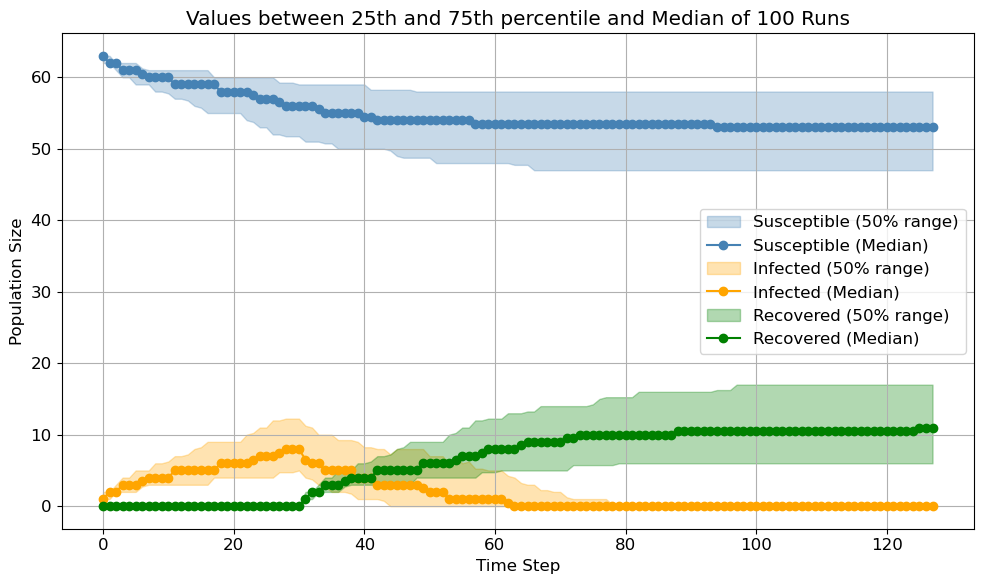 Values between 25th and 75th percentile and Median of 100 Runs
Population Size
60
50
40
30
20
10
0
Susceptible (50% range)
Susceptible (Median)
Infected (50% range)
Infected (Median)
Recovered (50% range)
Recovered (Median)
0 20 40 60 80 100 120
Time Step